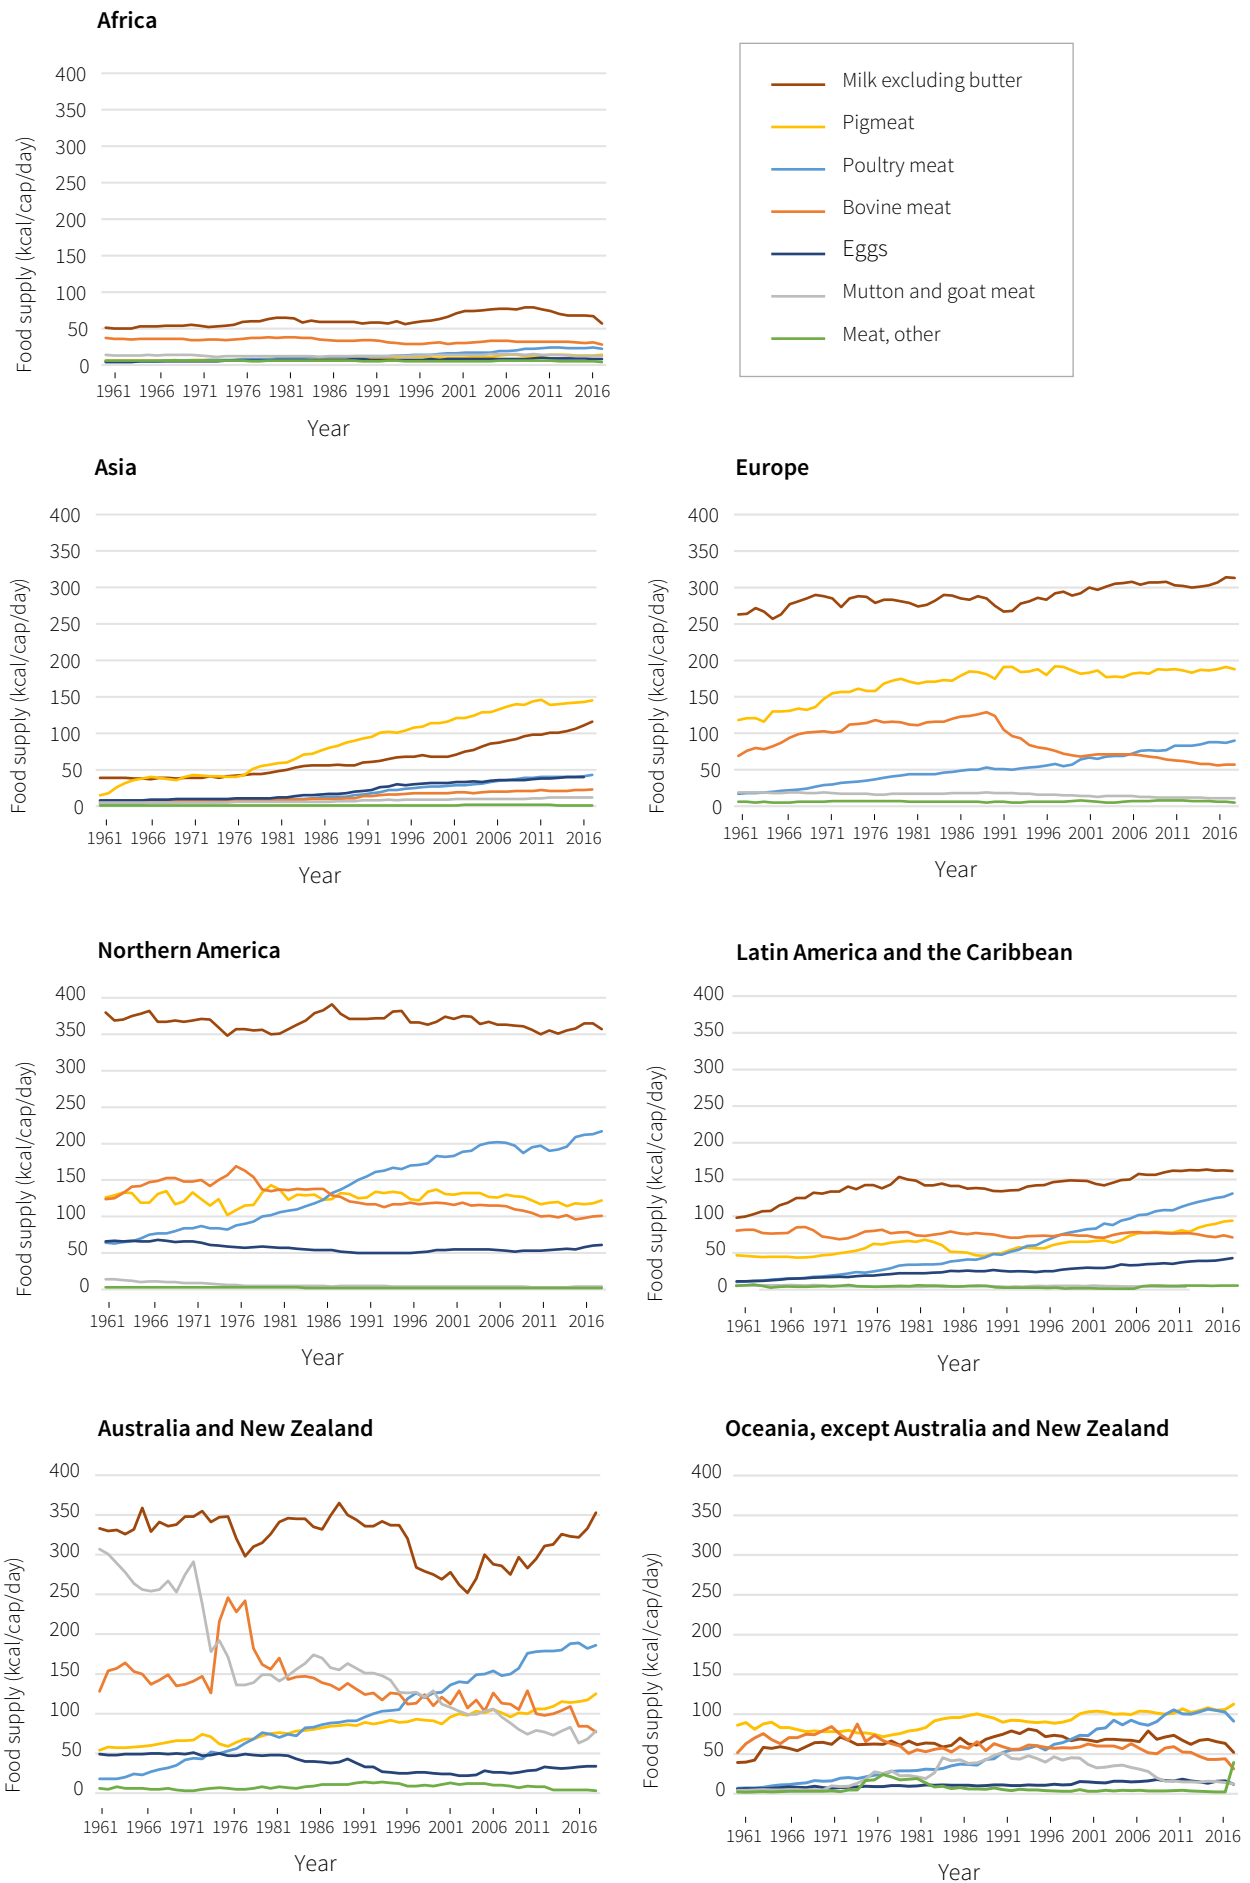 Africa
400
350
300
250
200
150
100
50
0
Food supply (kcal/cap/day)
1961 1966 1971 1976 1981 1986 1991 1996 2001 2006 2011 2016
Year
Milk excluding butter
Pigmeat
Poultry meat
Bovine meat
Eggs
Mutton and goat meat
Meat, other
Asia
400
350
300
250
200
150
100
50
0
Food supply (kcal/cap/day)
1961 1966 1971 1976 1981 1986 1991 1996 2001 2006 2011 2016
Year
Europe
400
350
300
250
200
150
100
50
0
Food supply (kcal/cap/day)
1961 1966 1971 1976 1981 1986 1991 1996 2001 2006 2011 2016
Year
Northern America
400
350
300
250
200
150
100
50
0
Food supply (kcal/cap/day)
1961 1966 1971 1976 1981 1986 1991 1996 2001 2006 2011 2016
Year
Latin America and the Caribbean
400
350
300
250
200
150
100
50
0
Food supply (kcal/cap/day)
1961 1966 1971 1976 1981 1986 1991 1996 2001 2006 2011 2016
Year
Australia and New Zealand
400
350
300
250
200
150
100
50
0
Food supply (kcal/cap/day)
1961 1966 1971 1976 1981 1986 1991 1996 2001 2006 2011 2016
Year
Oceania, except Australia and New Zealand
400
350
300
250
200
150
100
50
0
Food supply (kcal/cap/day)
1961 1966 1971 1976 1981 1986 1991 1996 2001 2006 2011 2016
Year